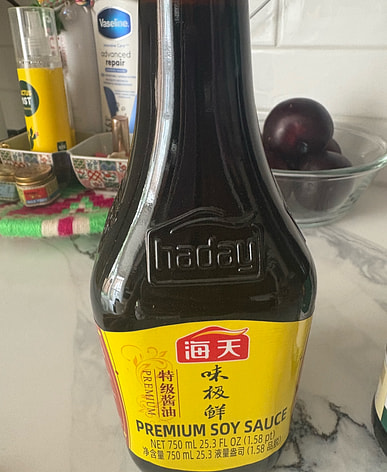 Vaseline
advanced
repair
haday
海天
特级酱油
PREMIUM
味极鲜
PREMIUM SOY SAUCE
NET 750 mL 25.3 FL OZ (1.58 pt)
净含量 750 mL 25.3 液量盎司 (1.58 品脱)